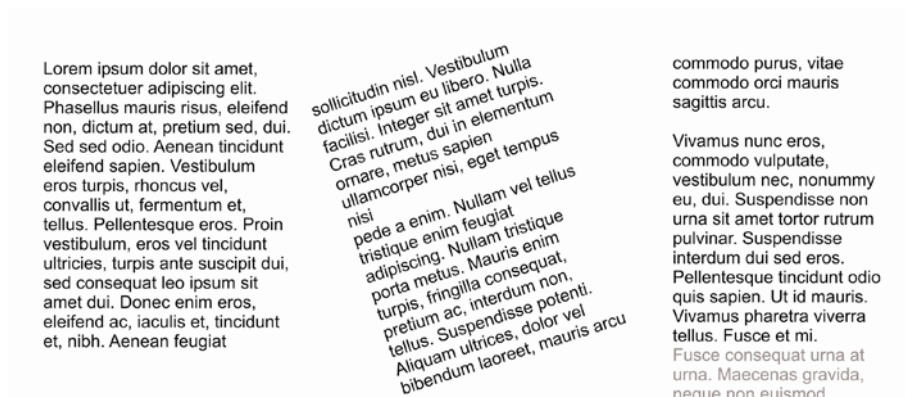 Lorem ipsum dolor sit amet,
consectetuer adipiscing elit.
Phasellus mauris risus, eleifend
non, dictum at, pretium sed, dui.
Sed sed odio. Aenean tincidunt
eleifend sapien. Vestibulum
eros turpis, rhoncus vel,
convallis ut, fermentum et,
tellus. Pellentesque eros. Proin
vestibulum, eros vel tincidunt
ultricies, turpis ante suscipit dui,
sed consequat leo ipsum sit
amet dui. Donec enim eros,
eleifend ac, iaculis et, tincidunt
et, nibh. Aenean feugiat
sollicitudin nisl. Vestibulum
dictum ipsum eu libero. Nulla
facilisi. Integer sit amet turpis.
Cras rutrum, dui in elementum
ornare, metus sapien
ullamcorper nisi, eget tempus
nisi
pede a enim. Nullam vel tellus
tristique enim feugiat
adipiscing. Nullam tristique
porta metus. Mauris enim
turpis, fringilla consequat,
pretium ac, interdum non,
tellus. Suspendisse potenti.
Aliquam ultrices, dolor vel
bibendum laoreet, mauris arcu
commodo purus, vitae
commodo orci mauris
sagittis arcu.
Vivamus nunc eros,
commodo vulputate,
vestibulum nec, nonummy
eu, dui. Suspendisse non
urna sit amet tortor rutrum
pulvinar. Suspendisse
interdum dui sed eros.
Pellentesque tincidunt odio
quis sapien. Ut id mauris.
Vivamus pharetra viverra
tellus. Fusce et mi.
Fusce consequat urna at
urna. Maecenas gravida,
neque non euismod